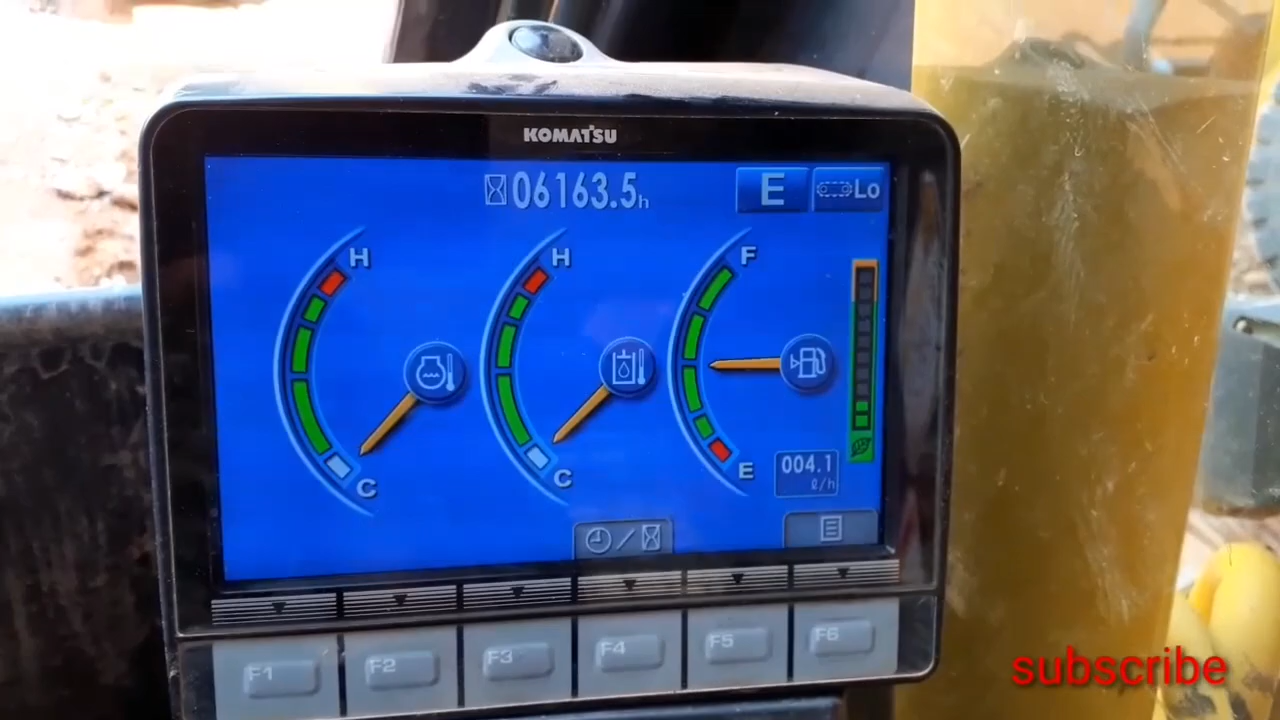 KOMATSU
06163.5h
E
Lo
H
H
F
C
C
E
004.1
ℓ/h
F1
F2
F3
F4
F5
F6
subscribe